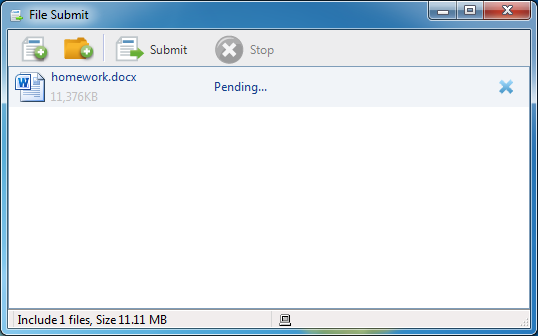 File Submit
Submit
Stop
homework.docx
11,376KB
Pending...
Include 1 files, Size 11.11 MB